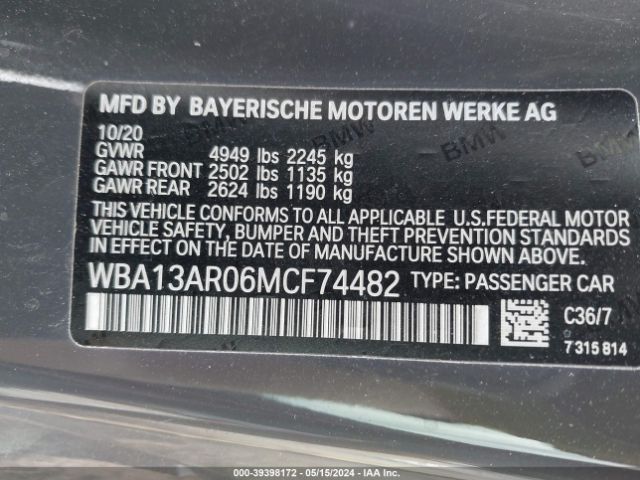 MFD BY BAYERISCHE MOTOREN WERKE AG
10/20
GVWR 4949 lbs 2245 kg
GAWR FRONT 2502 lbs 1135 kg
GAWR REAR 2624 lbs 1190 kg
THIS VEHICLE CONFORMS TO ALL APPLICABLE U.S.FEDERAL MOTOR
VEHICLE SAFETY, BUMPER AND THEFT PREVENTION STANDARDS
IN EFFECT ON THE DATE OF MANUFACTURE SHOWN ABOVE.
WBA13AR06MCF74482 TYPE: PASSENGER CAR
C36/7
7315814
BMW
BMW
000-39398172 • 05/15/2024 • IAA Inc.